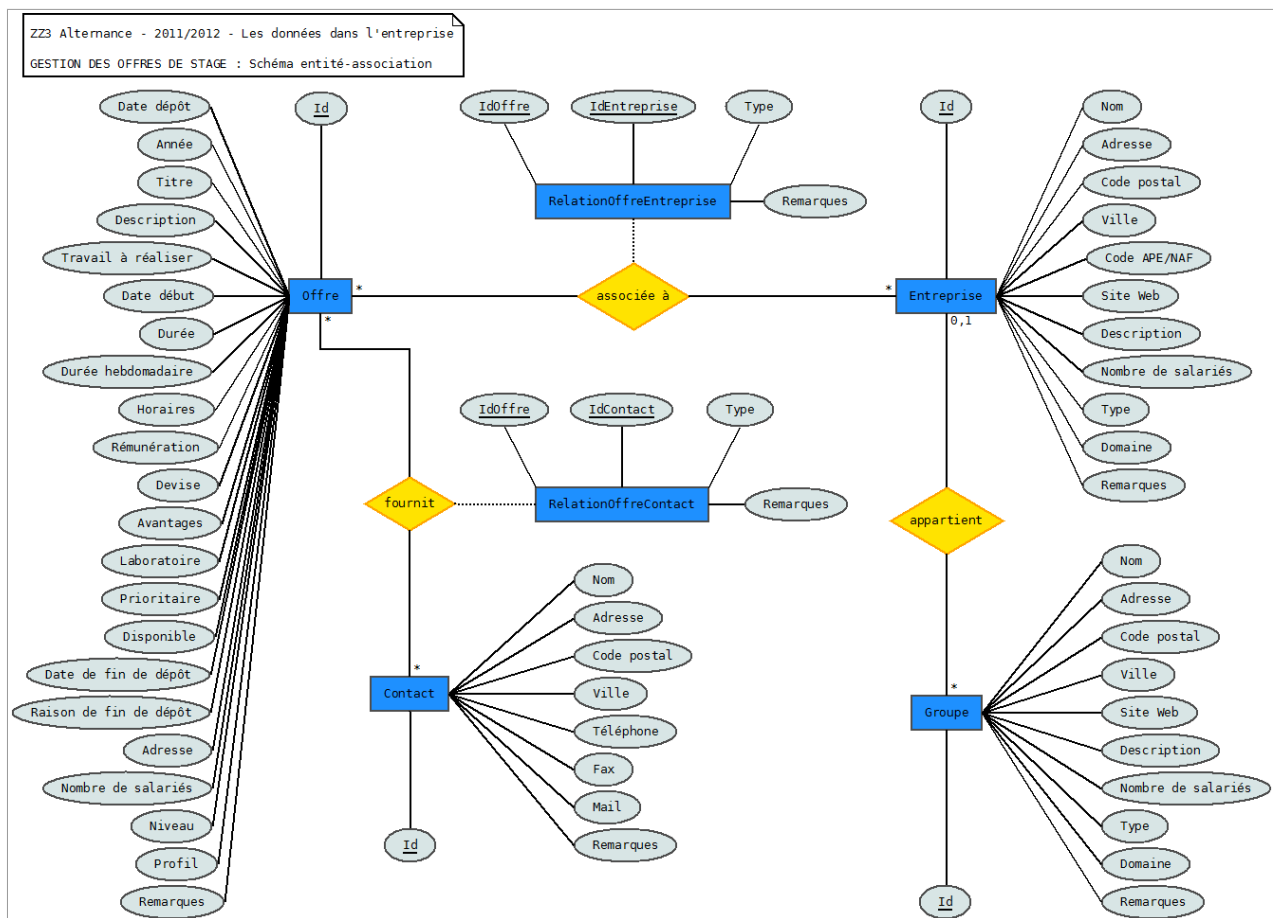 ZZ3 Alternance - 2011/2012 - Les données dans l'entreprise
GESTION DES OFFRES DE STAGE : Schéma entité-association
Date dépôt
Année
Titre
Description
Travail à réaliser
Date début
Durée
Durée hebdomadaire
Horaires
Rémunération
Devise
Avantages
Laboratoire
Prioritaire
Disponible
Date de fin de dépôt
Raison de fin de dépôt
Adresse
Nombre de salariés
Niveau
Profil
Remarques
Id
Offre
*
*
IdOffre
IdEntreprise
Type
RelationOffreEntreprise
Remarques
associée à
*
Id
Entreprise
0,1
Nom
Adresse
Code postal
Ville
Code APE/NAF
Site Web
Description
Nombre de salariés
Type
Domaine
Remarques
IdOffre
IdContact
Type
RelationOffreContact
Remarques
fournit
appartient
*
Contact
Id
Nom
Adresse
Code postal
Ville
Téléphone
Fax
Mail
Remarques
*
Groupe
Id
Nom
Adresse
Code postal
Ville
Site Web
Description
Nombre de salariés
Type
Domaine
Remarques